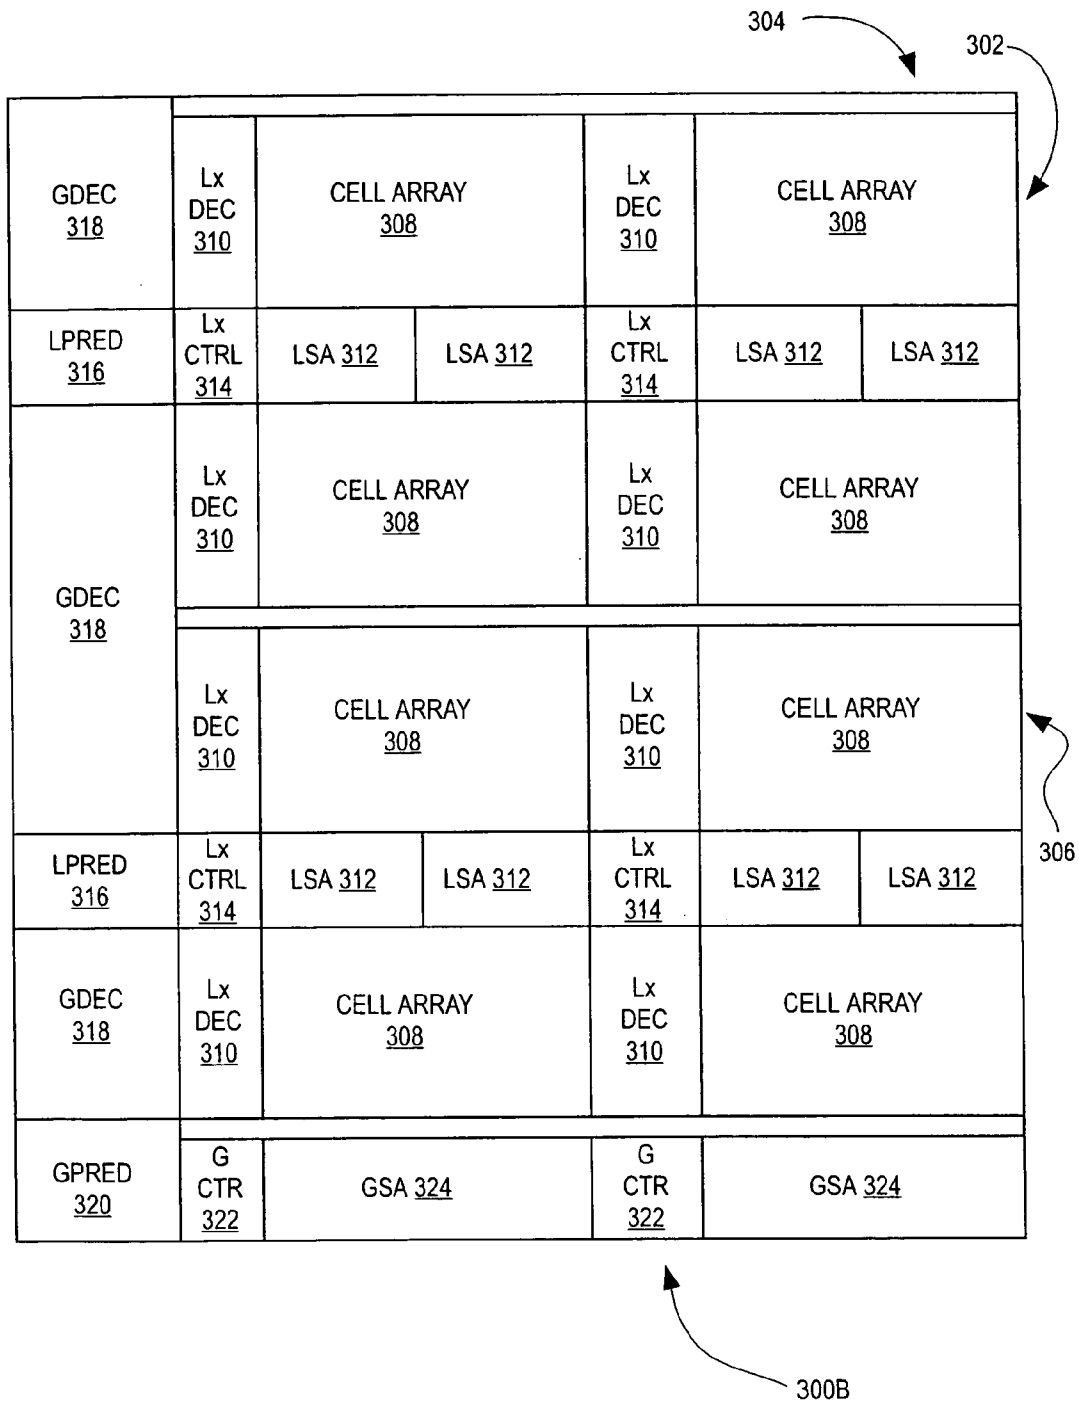 304
302
GDEC
318
Lx
DEC
310
CELL ARRAY
308
Lx
DEC
310
CELL ARRAY
308
LPRED
316
Lx
CTRL
314
LSA 312
LSA 312
Lx
CTRL
314
LSA 312
LSA 312
GDEC
318
Lx
DEC
310
CELL ARRAY
308
Lx
DEC
310
CELL ARRAY
308
Lx
DEC
310
CELL ARRAY
308
Lx
DEC
310
CELL ARRAY
308
306
LPRED
316
Lx
CTRL
314
LSA 312
LSA 312
Lx
CTRL
314
LSA 312
LSA 312
GDEC
318
Lx
DEC
310
CELL ARRAY
308
Lx
DEC
310
CELL ARRAY
308
GPRED
320
G
CTR
322
GSA 324
G
CTR
322
GSA 324
300B